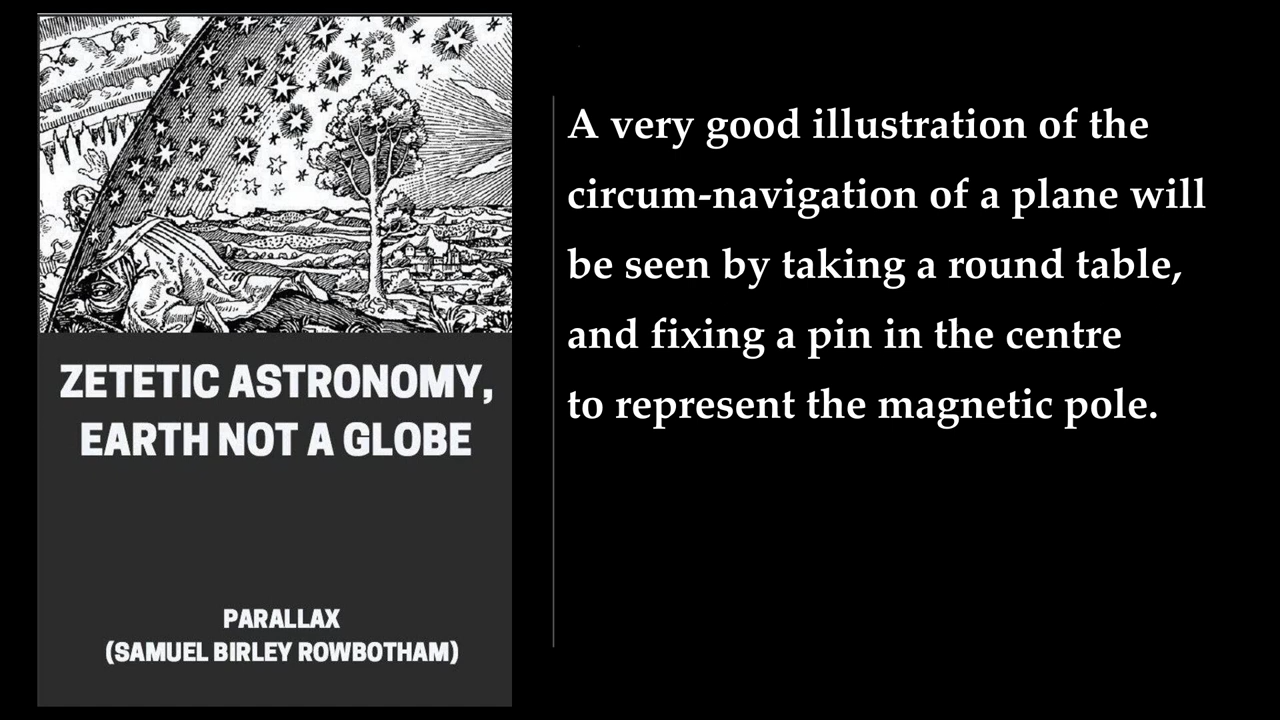 ZETETIC ASTRONOMY,
EARTH NOT A GLOBE
PARALLAX
(SAMUEL BIRLEY ROWBOTHAM)
A very good illustration of the
circum-navigation of a plane will
be seen by taking a round table,
and fixing a pin in the centre
to represent the magnetic pole.